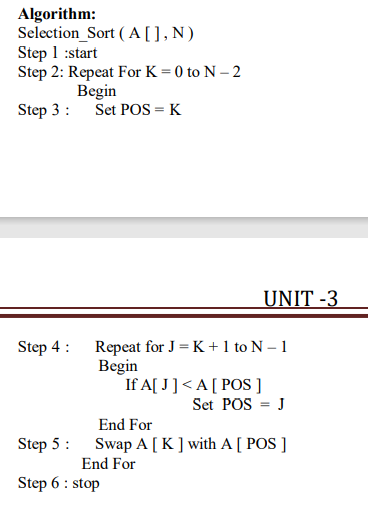 Algorithm:
Selection_Sort ( A [ ] , N )
Step 1 :start
Step 2: Repeat For K = 0 to N – 2
Begin
Step 3 : Set POS = K
UNIT -3
Step 4 : Repeat for J = K + 1 to N – 1
Begin
If A[ J ] < A [ POS ]
Set POS = J
End For
Step 5 : Swap A [ K ] with A [ POS ]
End For
Step 6 : stop